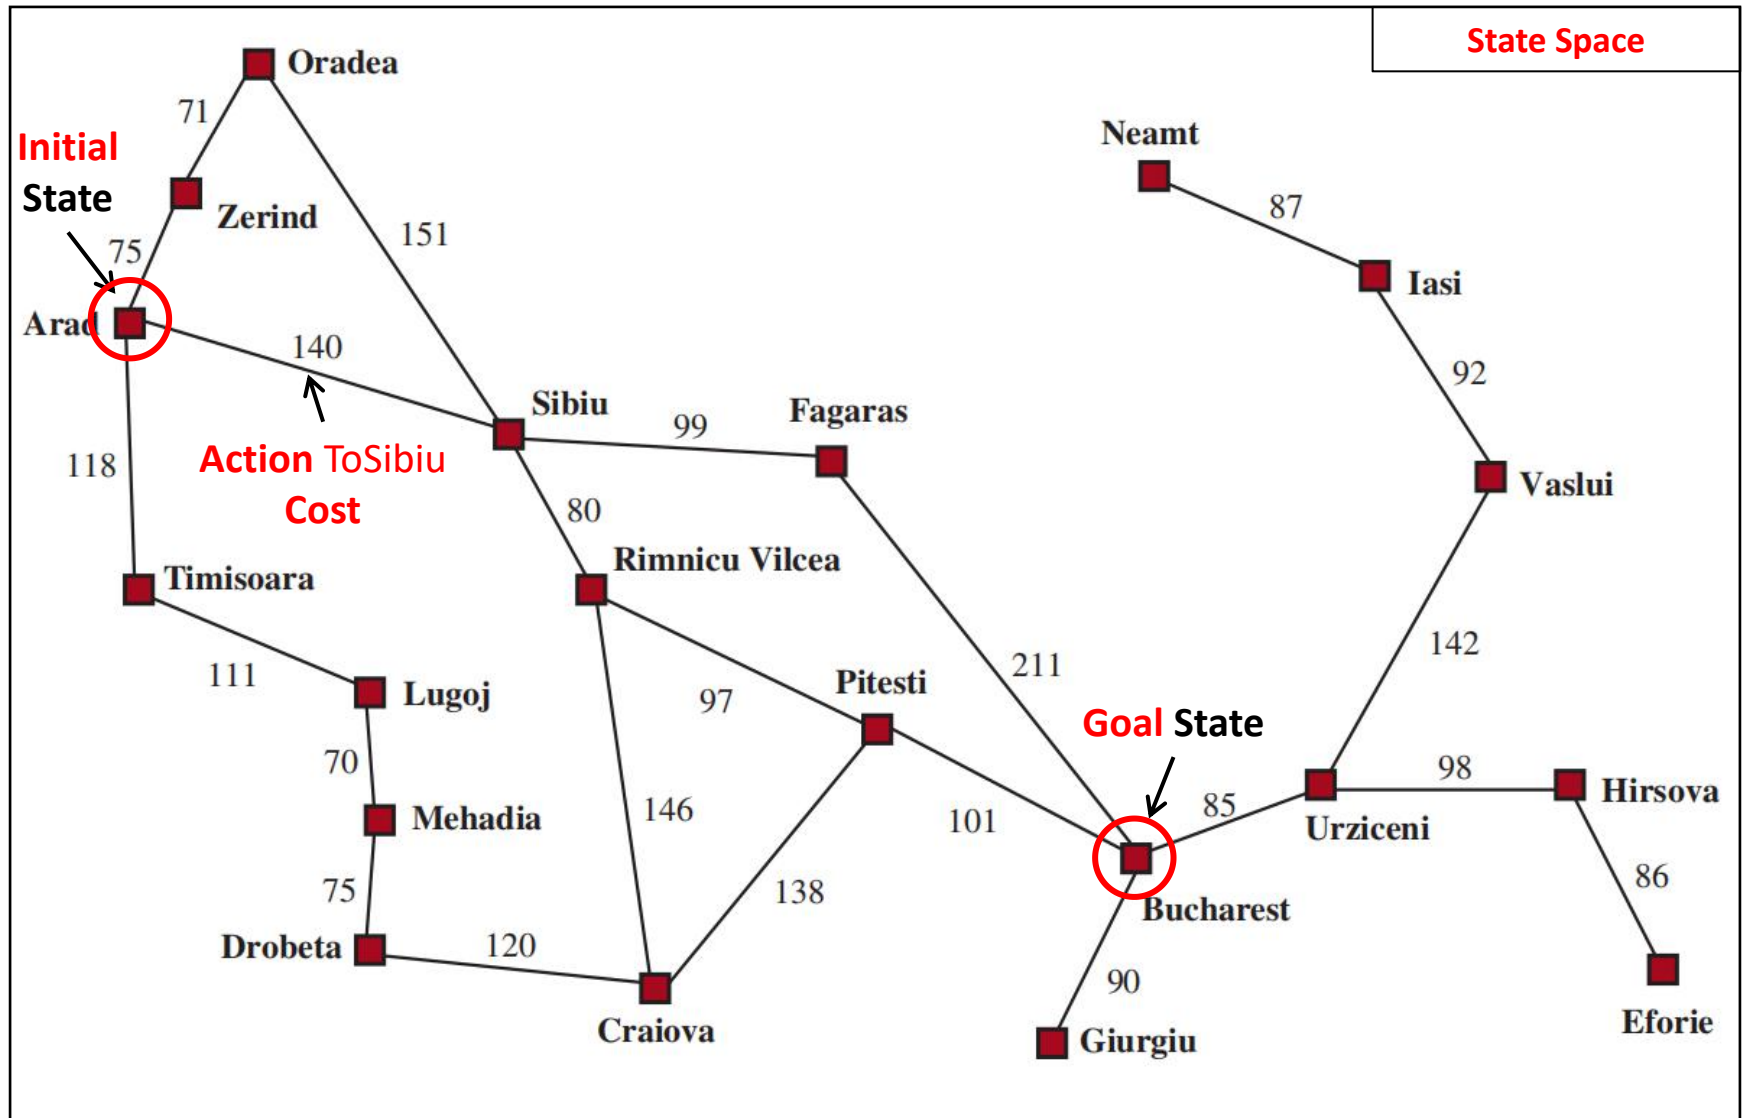 State Space
Oradea
71
Neamt
Initial
State
87
Zerind
151
75
Iasi
Arad
140
92
Sibiu
Fagaras
99
Action ToSibiu
Cost
118
Vaslui
80
Rimnicu Vilcea
Timisoara
142
211
111
Pitesti
Lugoj
97
Goal State
70
98
Hirsova
85
Mehadia
146
101
Urziceni
86
75
138
Bucharest
Drobeta
120
90
Craiova
Giurgiu
Eforie